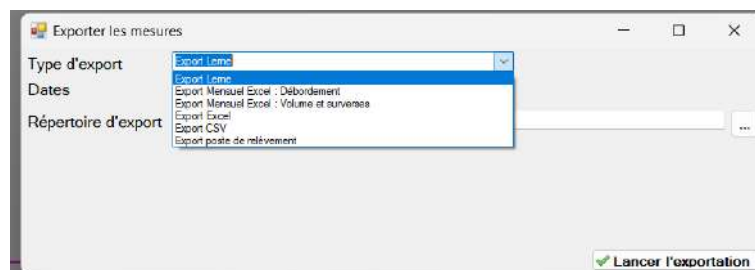 Exporter les mesures
Type d'export
Export Leme
Export Leme
Dates
Export Mensuel Excel : Débordement
Export Mensuel Excel : Volume et surverses
Export Excel
Répertoire d'export
...
Export CSV
Export poste de relèvement
Lancer l'exportation